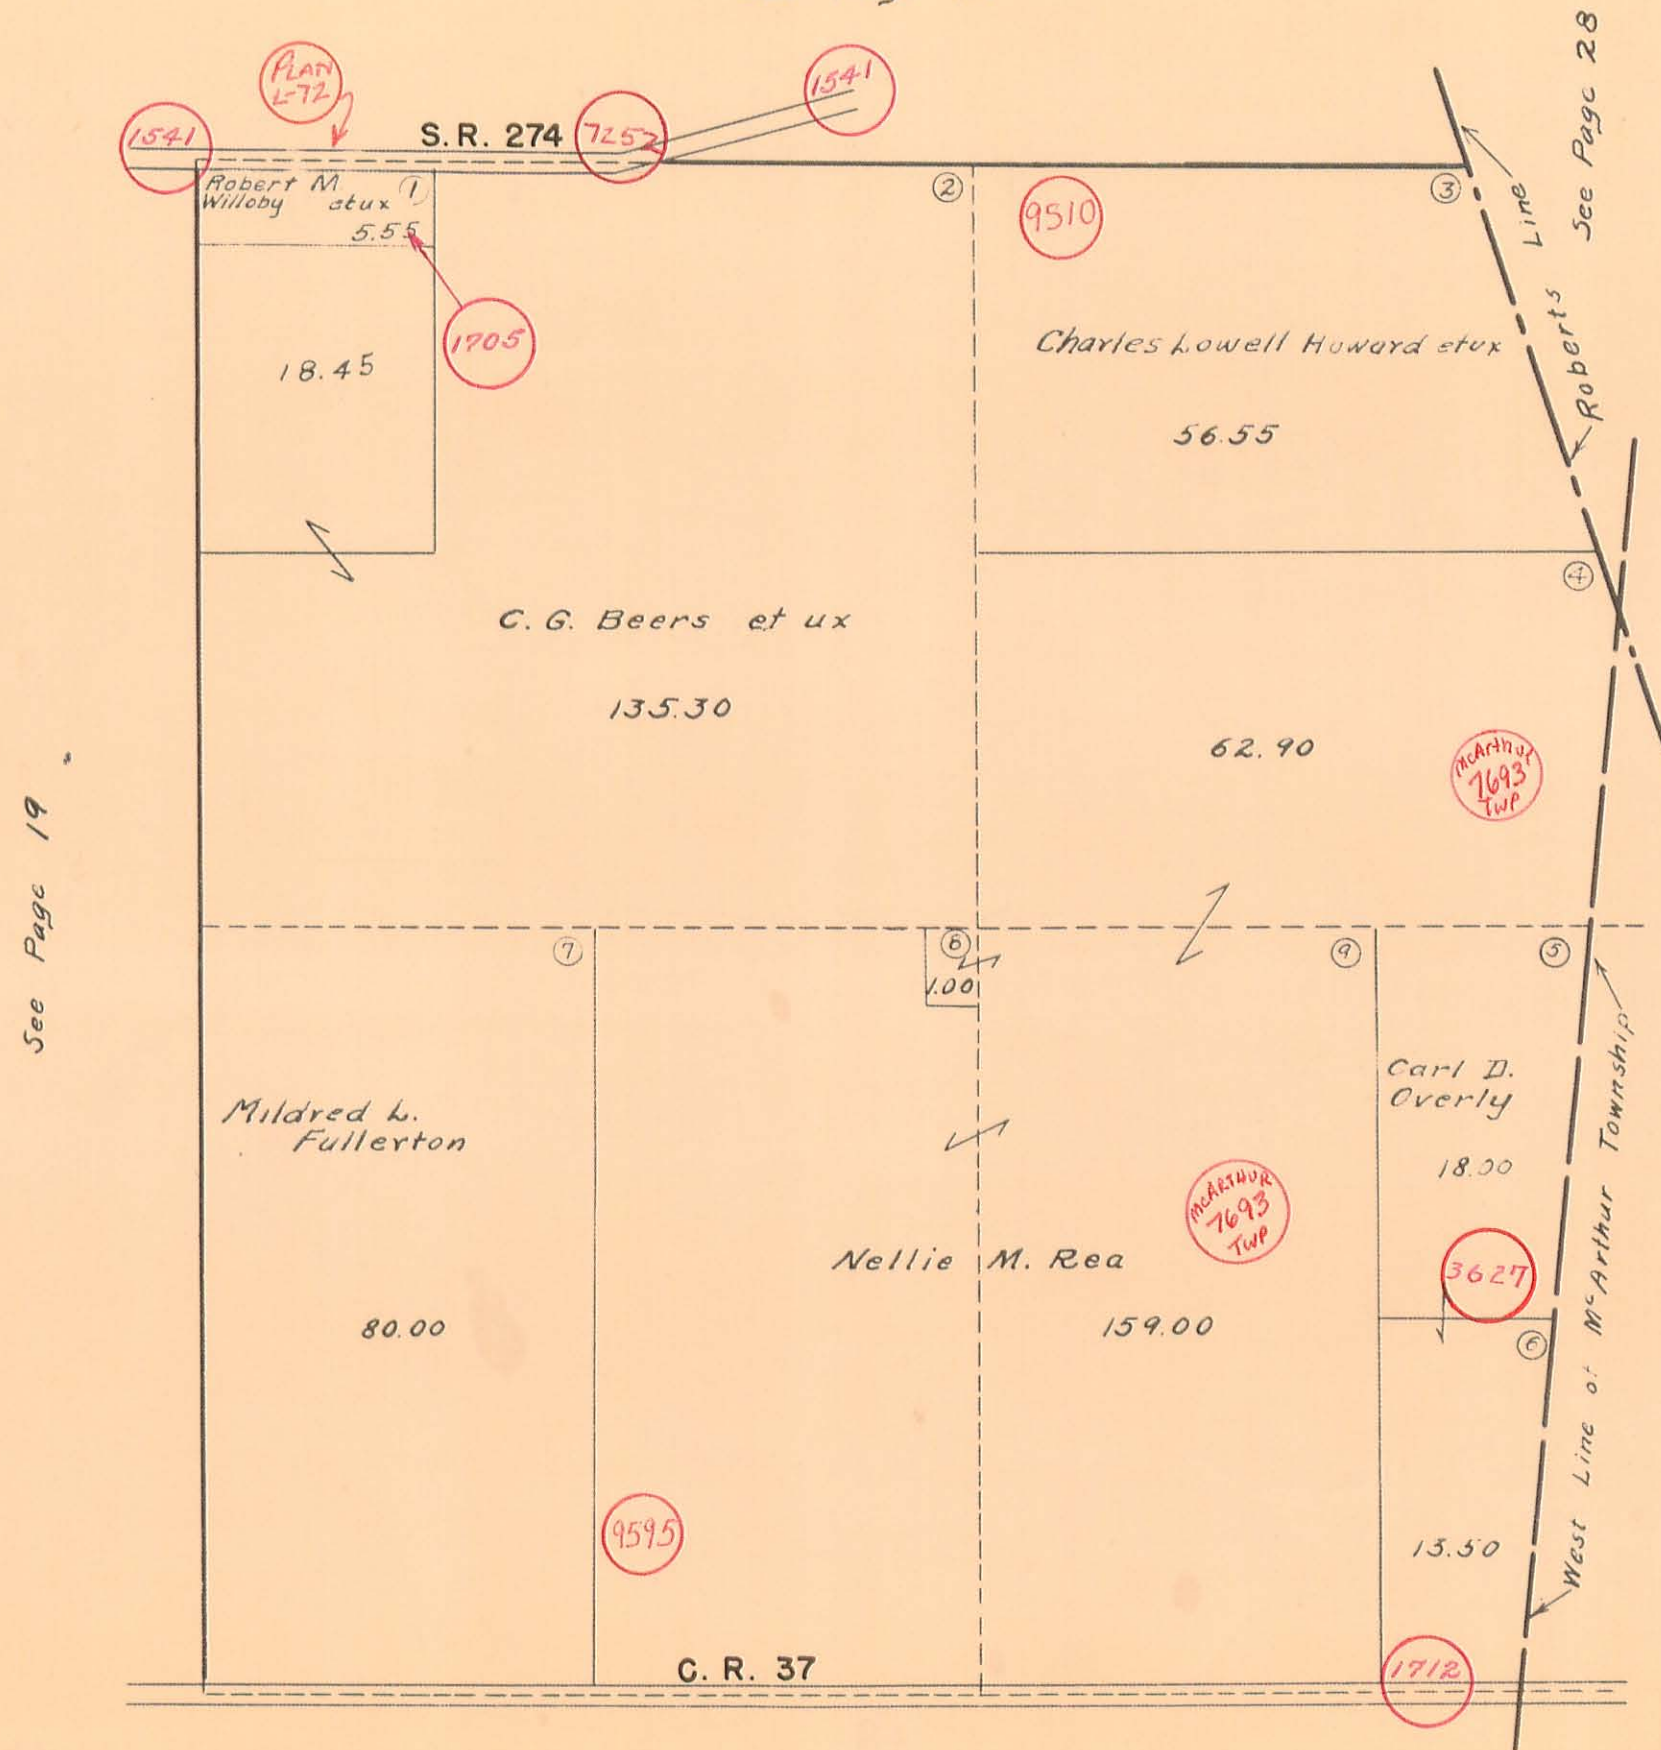 PLAN
L-72
1541
S.R. 274
7257
1541
Robert M.
Willoby etux
1
5.55
1705
18.45
2
9510
3
Charles Lowell Howard etux
56.55
Roberts Line
See Page 28
4
C. G. Beers et ux
135.30
62.90
McArthur
7693
TWP
See Page 19
7
8
1.00
9
5
Mildred L.
Fullerton
80.00
Carl D.
Overly
18.00
McARTHUR
7693
TWP
Nellie M. Rea
159.00
3627
6
West Line of McArthur Township
13.50
9595
C. R. 37
1712